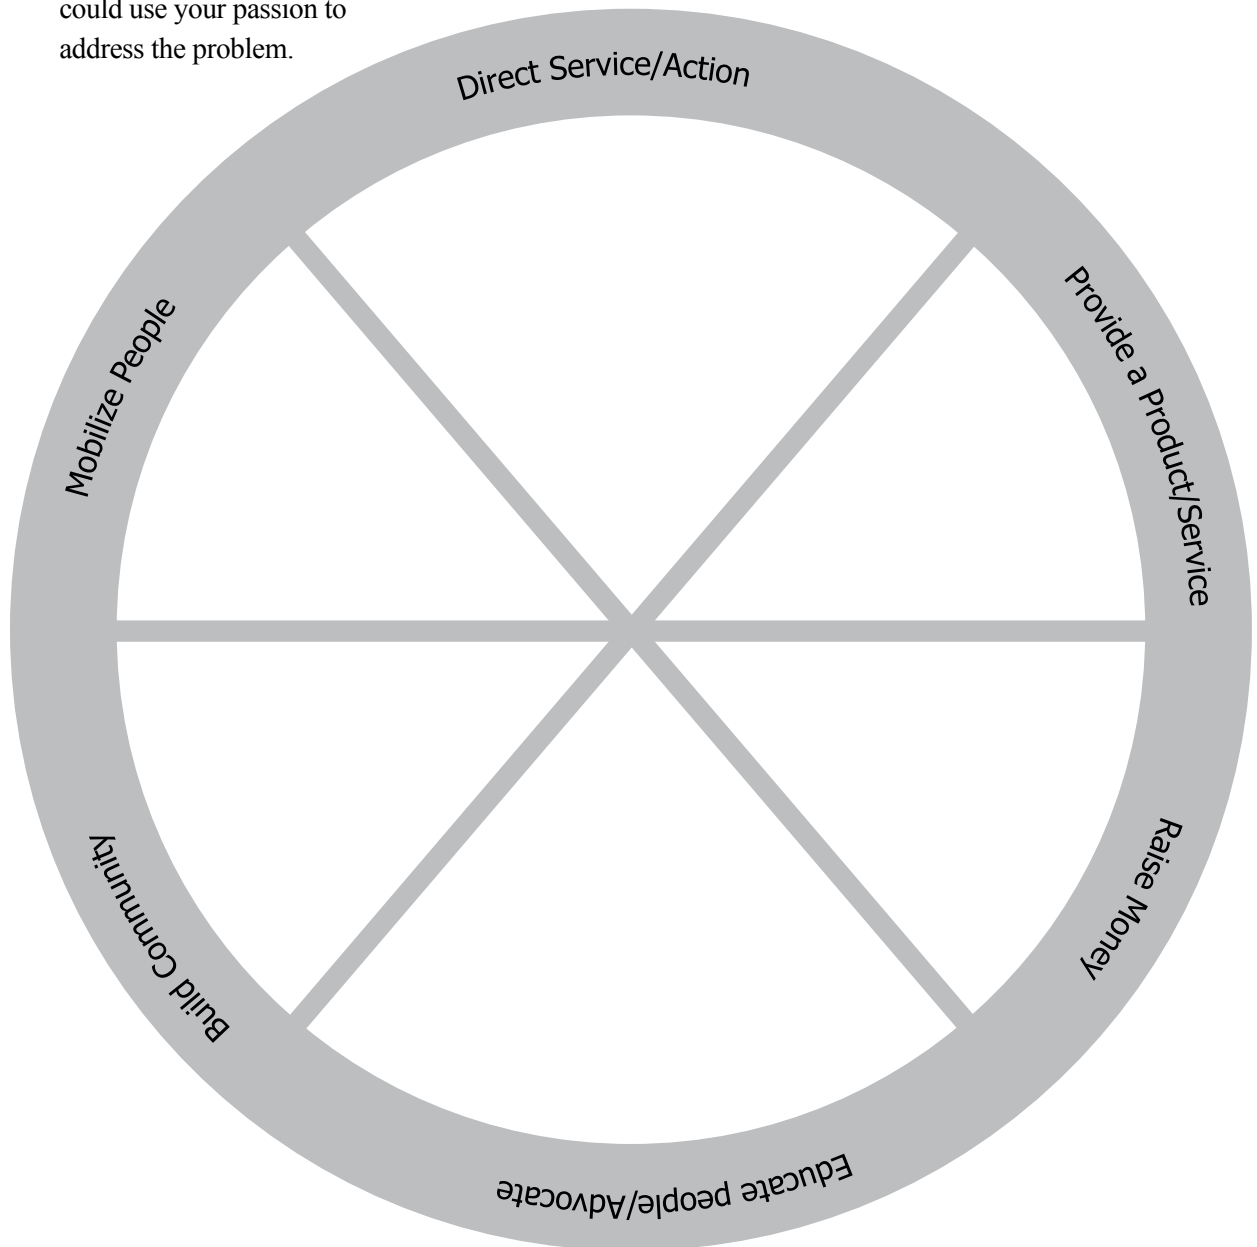 could use your passion to
address the problem.
Direct Service/Action
Provide a Product/Service
Raise Money
Educate people/Advocate
Build Community
Mobilize People